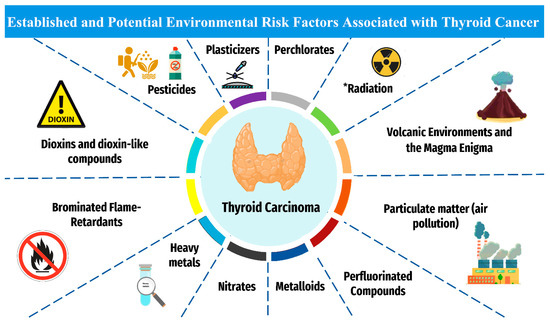 Established and Potential Environmental Risk Factors Associated with Thyroid Cancer
Plasticizers
Perchlorates
Pesticides
*Radiation
DIOXIN
Dioxins and dioxin-like
compounds
Volcanic Environments and
the Magma Enigma
Thyroid Carcinoma
Brominated Flame-
Retardants
Particulate matter (air
pollution)
Heavy
metals
Nitrates
Metalloids
Perfluorinated
Compounds